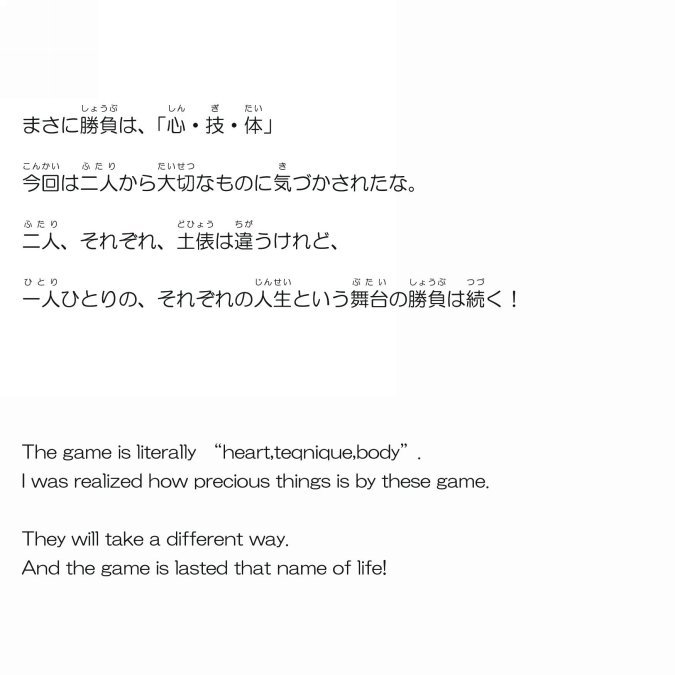 まさに勝負は、「心・技・体」
今回は二人から大切なものに気づかされたな。
二人、それぞれ、土俵は違うけれど、
一人ひとりの、それぞれの人生という舞台の勝負は続く！
The game is literally “heart,teqnique,body”.
I was realized how precious things is by these game.
They will take a different way.
And the game is lasted that name of life!